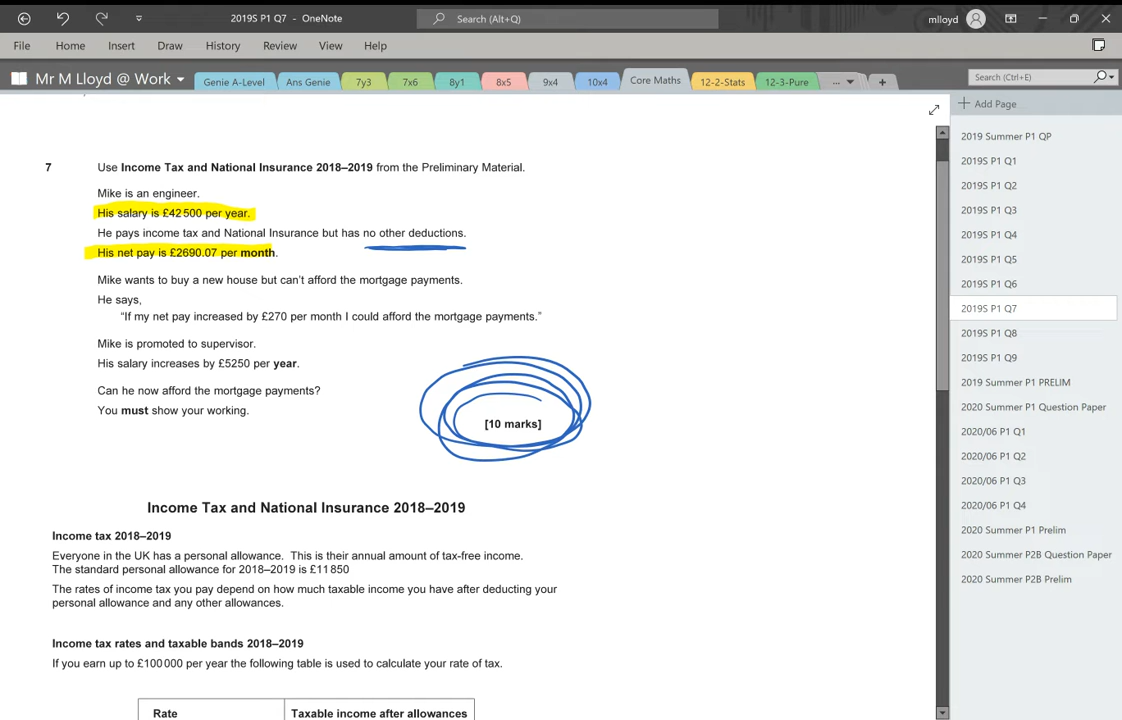 2019S P1 Q7 - OneNote
Search (Alt+Q)
mlloyd
File Home Insert Draw History Review View Help
Mr M Lloyd @ Work
Genie A-Level Ans Genie 7y3 7x6 8y1 8x5 9x4 10x4 Core Maths 12-2-Stats 12-3-Pure ... +
Search (Ctrl+E)
Add Page
2019 Summer P1 QP
2019S P1 Q1
2019S P1 Q2
2019S P1 Q3
2019S P1 Q4
2019S P1 Q5
2019S P1 Q6
2019S P1 Q7
2019S P1 Q8
2019S P1 Q9
2019 Summer P1 PRELIM
2020 Summer P1 Question Paper
2020/06 P1 Q1
2020/06 P1 Q2
2020/06 P1 Q3
2020/06 P1 Q4
2020 Summer P1 Prelim
2020 Summer P2B Question Paper
2020 Summer P2B Prelim
7 Use Income Tax and National Insurance 2018–2019 from the Preliminary Material.
Mike is an engineer.
His salary is £42 500 per year.
He pays income tax and National Insurance but has no other deductions.
His net pay is £2690.07 per month.
Mike wants to buy a new house but can’t afford the mortgage payments.
He says,
“If my net pay increased by £270 per month I could afford the mortgage payments.”
Mike is promoted to supervisor.
His salary increases by £5250 per year.
Can he now afford the mortgage payments?
You must show your working.
[10 marks]
Income Tax and National Insurance 2018–2019
Income tax 2018–2019
Everyone in the UK has a personal allowance. This is their annual amount of tax-free income.
The standard personal allowance for 2018–2019 is £11 850
The rates of income tax you pay depend on how much taxable income you have after deducting your
personal allowance and any other allowances.
Income tax rates and taxable bands 2018–2019
If you earn up to £100 000 per year the following table is used to calculate your rate of tax.
Rate Taxable income after allowances